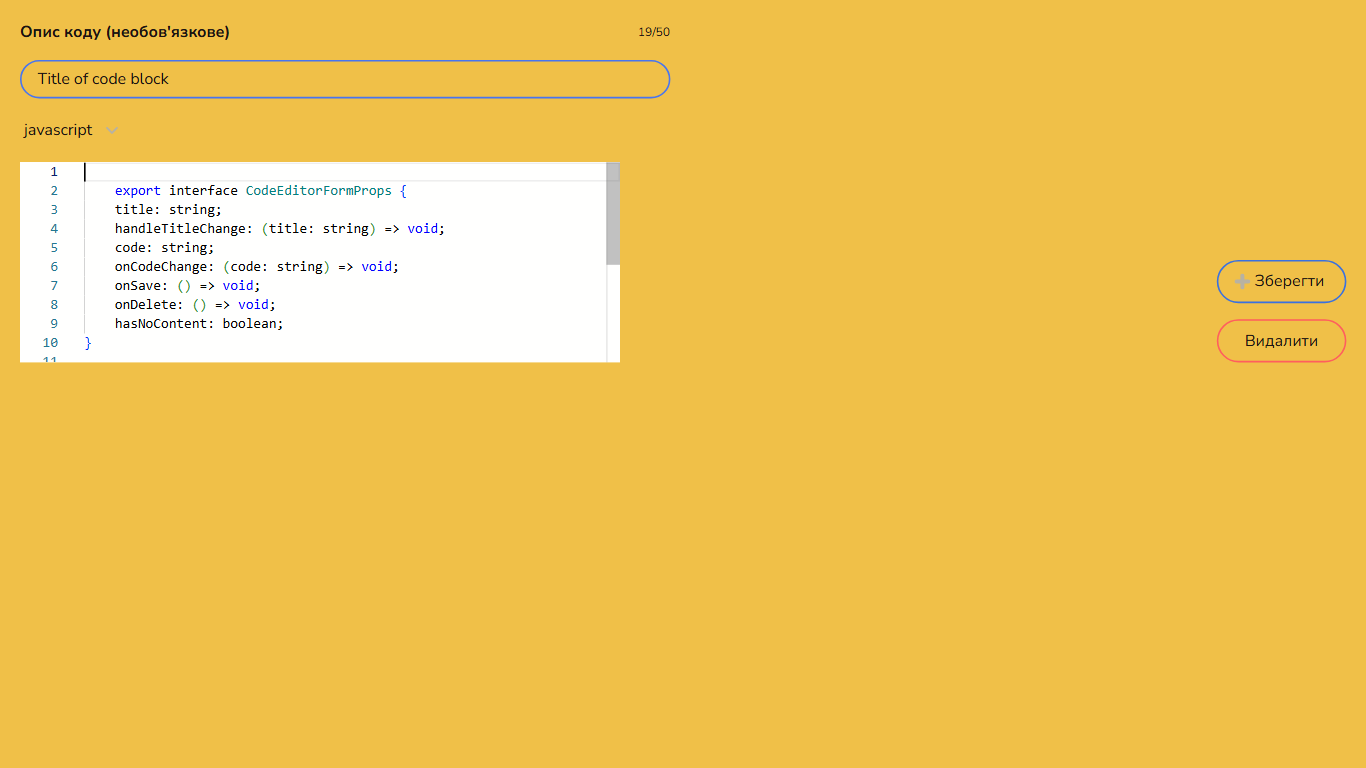 Опис коду (необов'язкове)
19/50
Title of code block
javascript
1
2 export interface CodeEditorFormProps {
3 title: string;
4 handleTitleChange: (title: string) => void;
5 code: string;
6 onCodeChange: (code: string) => void;
7 onSave: () => void;
8 onDelete: () => void;
9 hasNoContent: boolean;
10 }
11
Зберегти
Видалити